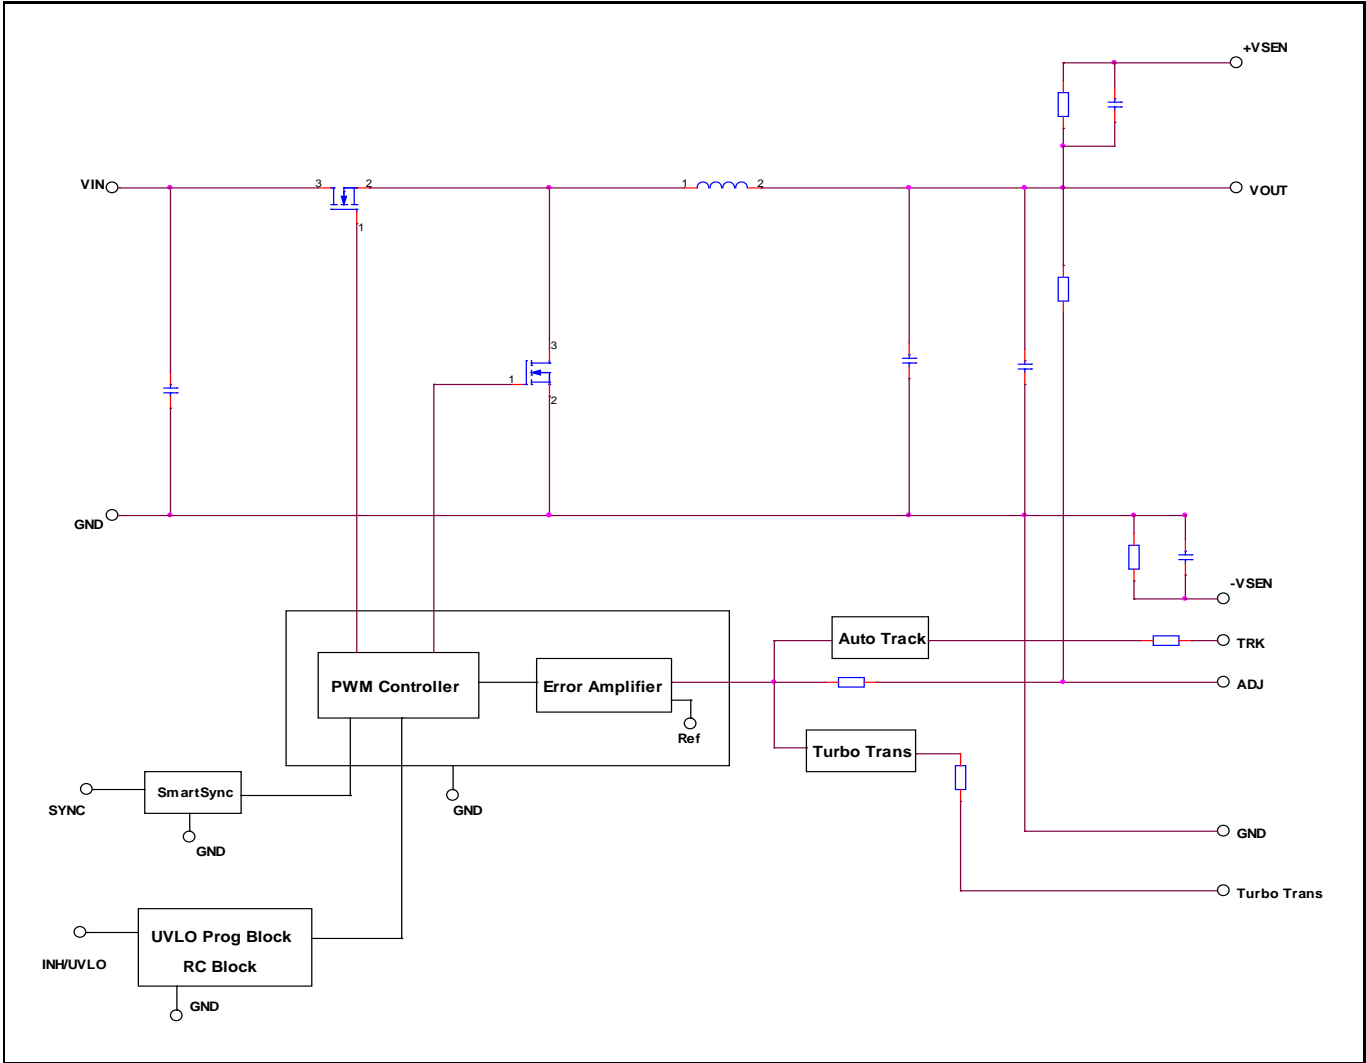 +VSEN
VIN
3
2
1
2
VOUT
1
3
1
2
GND
-VSEN
Auto Track
TRK
PWM Controller
Error Amplifier
ADJ
Ref
Turbo Trans
SmartSync
SYNC
GND
GND
GND
Turbo Trans
UVLO Prog Block
RC Block
INH/UVLO
GND